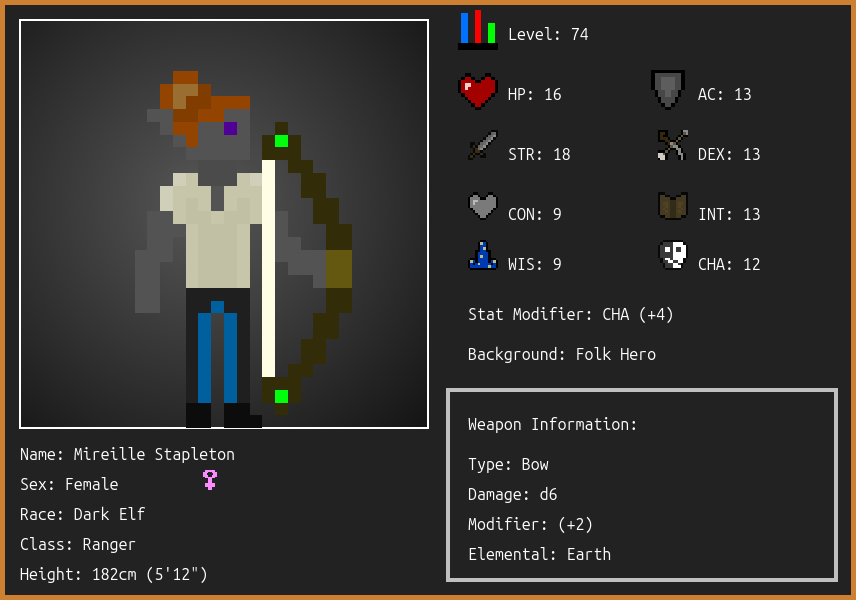 Level: 74
HP: 16
AC: 13
STR: 18
DEX: 13
CON: 9
INT: 13
WIS: 9
CHA: 12
Stat Modifier: CHA (+4)
Background: Folk Hero
Weapon Information:
Type: Bow
Damage: d6
Modifier: (+2)
Elemental: Earth
Name: Mireille Stapleton
Sex: Female
Race: Dark Elf
Class: Ranger
Height: 182cm (5'12")